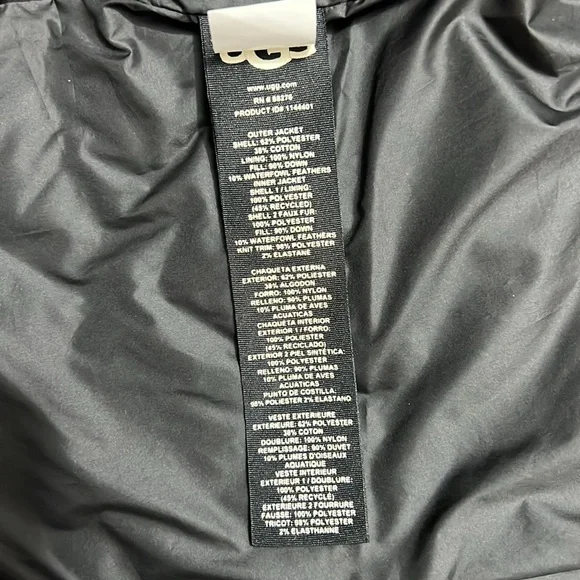 UGG
www.ugg.com
RN # 88276
PRODUCT ID# 1144401
OUTER JACKET
SHELL: 62% POLYESTER
38% COTTON
LINING: 100% NYLON
FILL: 90% DOWN
10% WATERFOWL FEATHERS
INNER JACKET
SHELL 1 / LINING:
100% POLYESTER
(45% RECYCLED)
SHELL 2 FAUX FUR:
100% POLYESTER
FILL: 90% DOWN
10% WATERFOWL FEATHERS
KNIT TRIM: 98% POLYESTER
2% ELASTANE
CHAQUETA EXTERNA
EXTERIOR: 62% POLIESTER
38% ALGODON
FORRO: 100% NYLON
RELLENO: 90% PLUMAS
10% PLUMA DE AVES
ACUATICAS
CHAQUETA INTERIOR
EXTERIOR 1 / FORRO:
100% POLIESTER
(45% RECICLADO)
EXTERIOR 2 PIEL SINTÉTICA:
100% POLIESTER
RELLENO: 90% PLUMAS
10% PLUMA DE AVES
ACUATICAS
PUNTO DE COSTILLA:
98% POLIESTER 2% ELASTANO
VESTE EXTERIEURE
EXTERIEURE: 62% POLYESTER
38% COTON
DOUBLURE: 100% NYLON
REMPLISSAGE: 90% DUVET
10% PLUMES D'OISEAUX
AQUATIQUE
VESTE INTERIEUR
EXTERIEUR 1 / DOUBLURE:
100% POLYESTER
(45% RECYCLÉ)
EXTERIEURE 2 FOURRURE
FAUSSE: 100% POLYESTER
TRICOT: 98% POLYESTER
2% ELASTHANNE